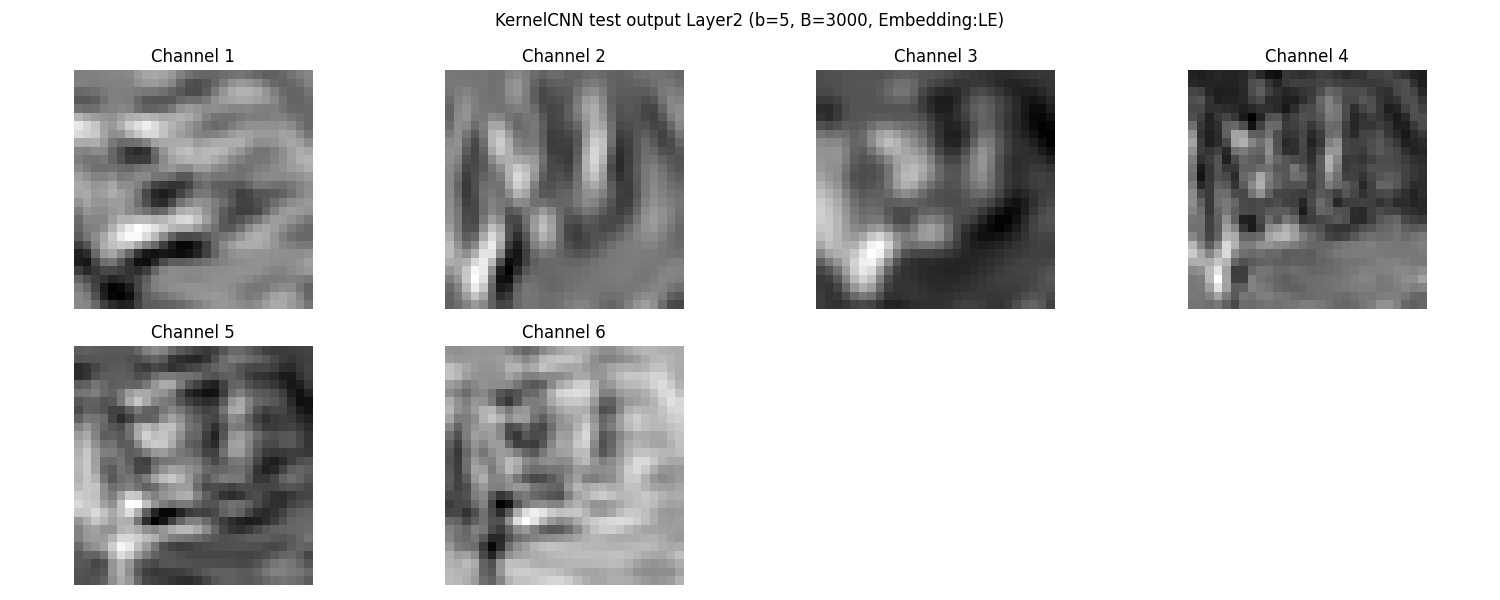 KernelCNN test output Layer2 (b=5, B=3000, Embedding:LE)
Channel 1
Channel 2
Channel 3
Channel 4
Channel 5
Channel 6